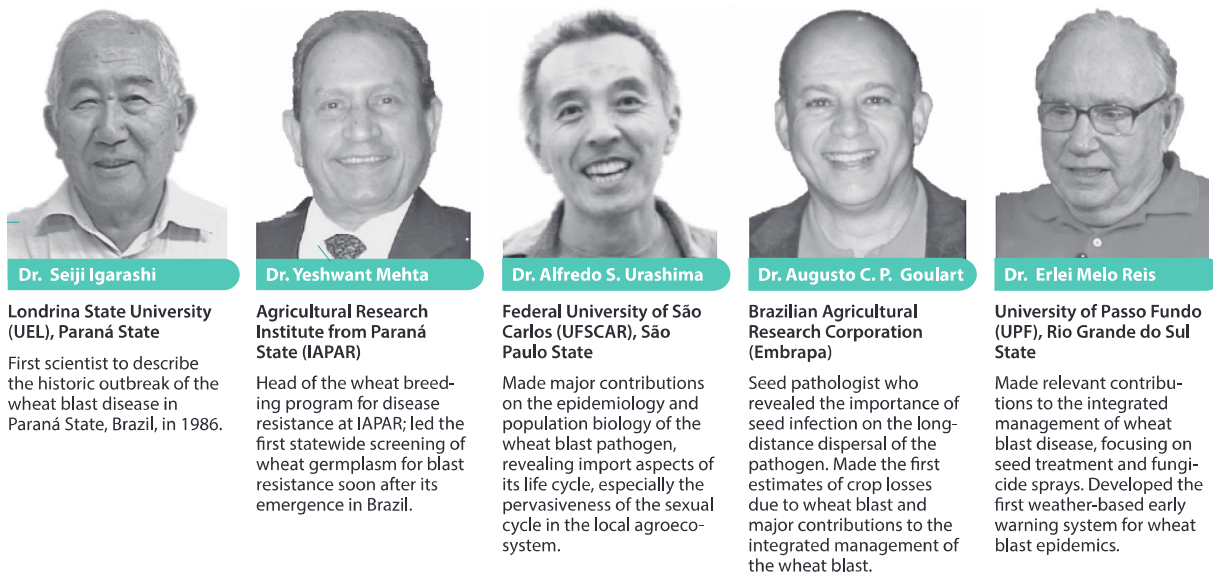 Dr. Seiji Igarashi
Londrina State University
(UEL), Paraná State
First scientist to describe
the historic outbreak of the
wheat blast disease in
Paraná State, Brazil, in 1986.
Dr. Yeshwant Mehta
Agricultural Research
Institute from Paraná
State (IAPAR)
Head of the wheat breed-
ing program for disease
resistance at IAPAR; led the
first statewide screening of
wheat germplasm for blast
resistance soon after its
emergence in Brazil.
Dr. Alfredo S. Urashima
Federal University of São
Carlos (UFSCAR), São
Paulo State
Made major contributions
on the epidemiology and
population biology of the
wheat blast pathogen,
revealing import aspects of
its life cycle, especially the
pervasiveness of the sexual
cycle in the local agroeco-
system.
Dr. Augusto C. P. Goulart
Brazilian Agricultural
Research Corporation
(Embrapa)
Seed pathologist who
revealed the importance of
seed infection on the long-
distance dispersal of the
pathogen. Made the first
estimates of crop losses
due to wheat blast and
major contributions to the
integrated management of
the wheat blast.
Dr. Erlei Melo Reis
University of Passo Fundo
(UPF), Rio Grande do Sul
State
Made relevant contribu-
tions to the integrated
management of wheat
blast disease, focusing on
seed treatment and fungi-
cide sprays. Developed the
first weather-based early
warning system for wheat
blast epidemics.